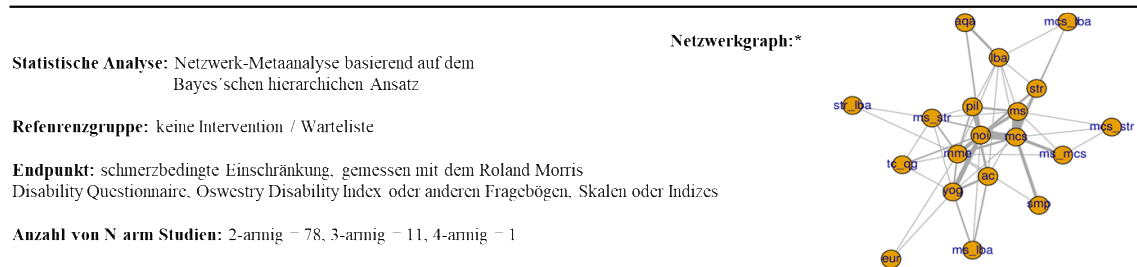 Netzwerkgraph:*
Statistische Analyse: Netzwerk-Metaanalyse basierend auf dem
Bayes´schen hierarchichen Ansatz
Refenrenzgruppe: keine Intervention / Warteliste
Endpunkt: schmerzbedingte Einschränkung, gemessen mit dem Roland Morris
Disability Questionnaire, Oswestry Disability Index oder anderen Fragebögen, Skalen oder Indizes
Anzahl von N-arm Studien: 2-armig = 78, 3-armig = 11, 4-armig = 1
aqa
mcs_lba
lba
str
str_lba
pil
ms
ms_str
noi
mcs
mcs_str
mme
ms_mcs
tc_qg
ac
yog
smp
ms_lba
eur